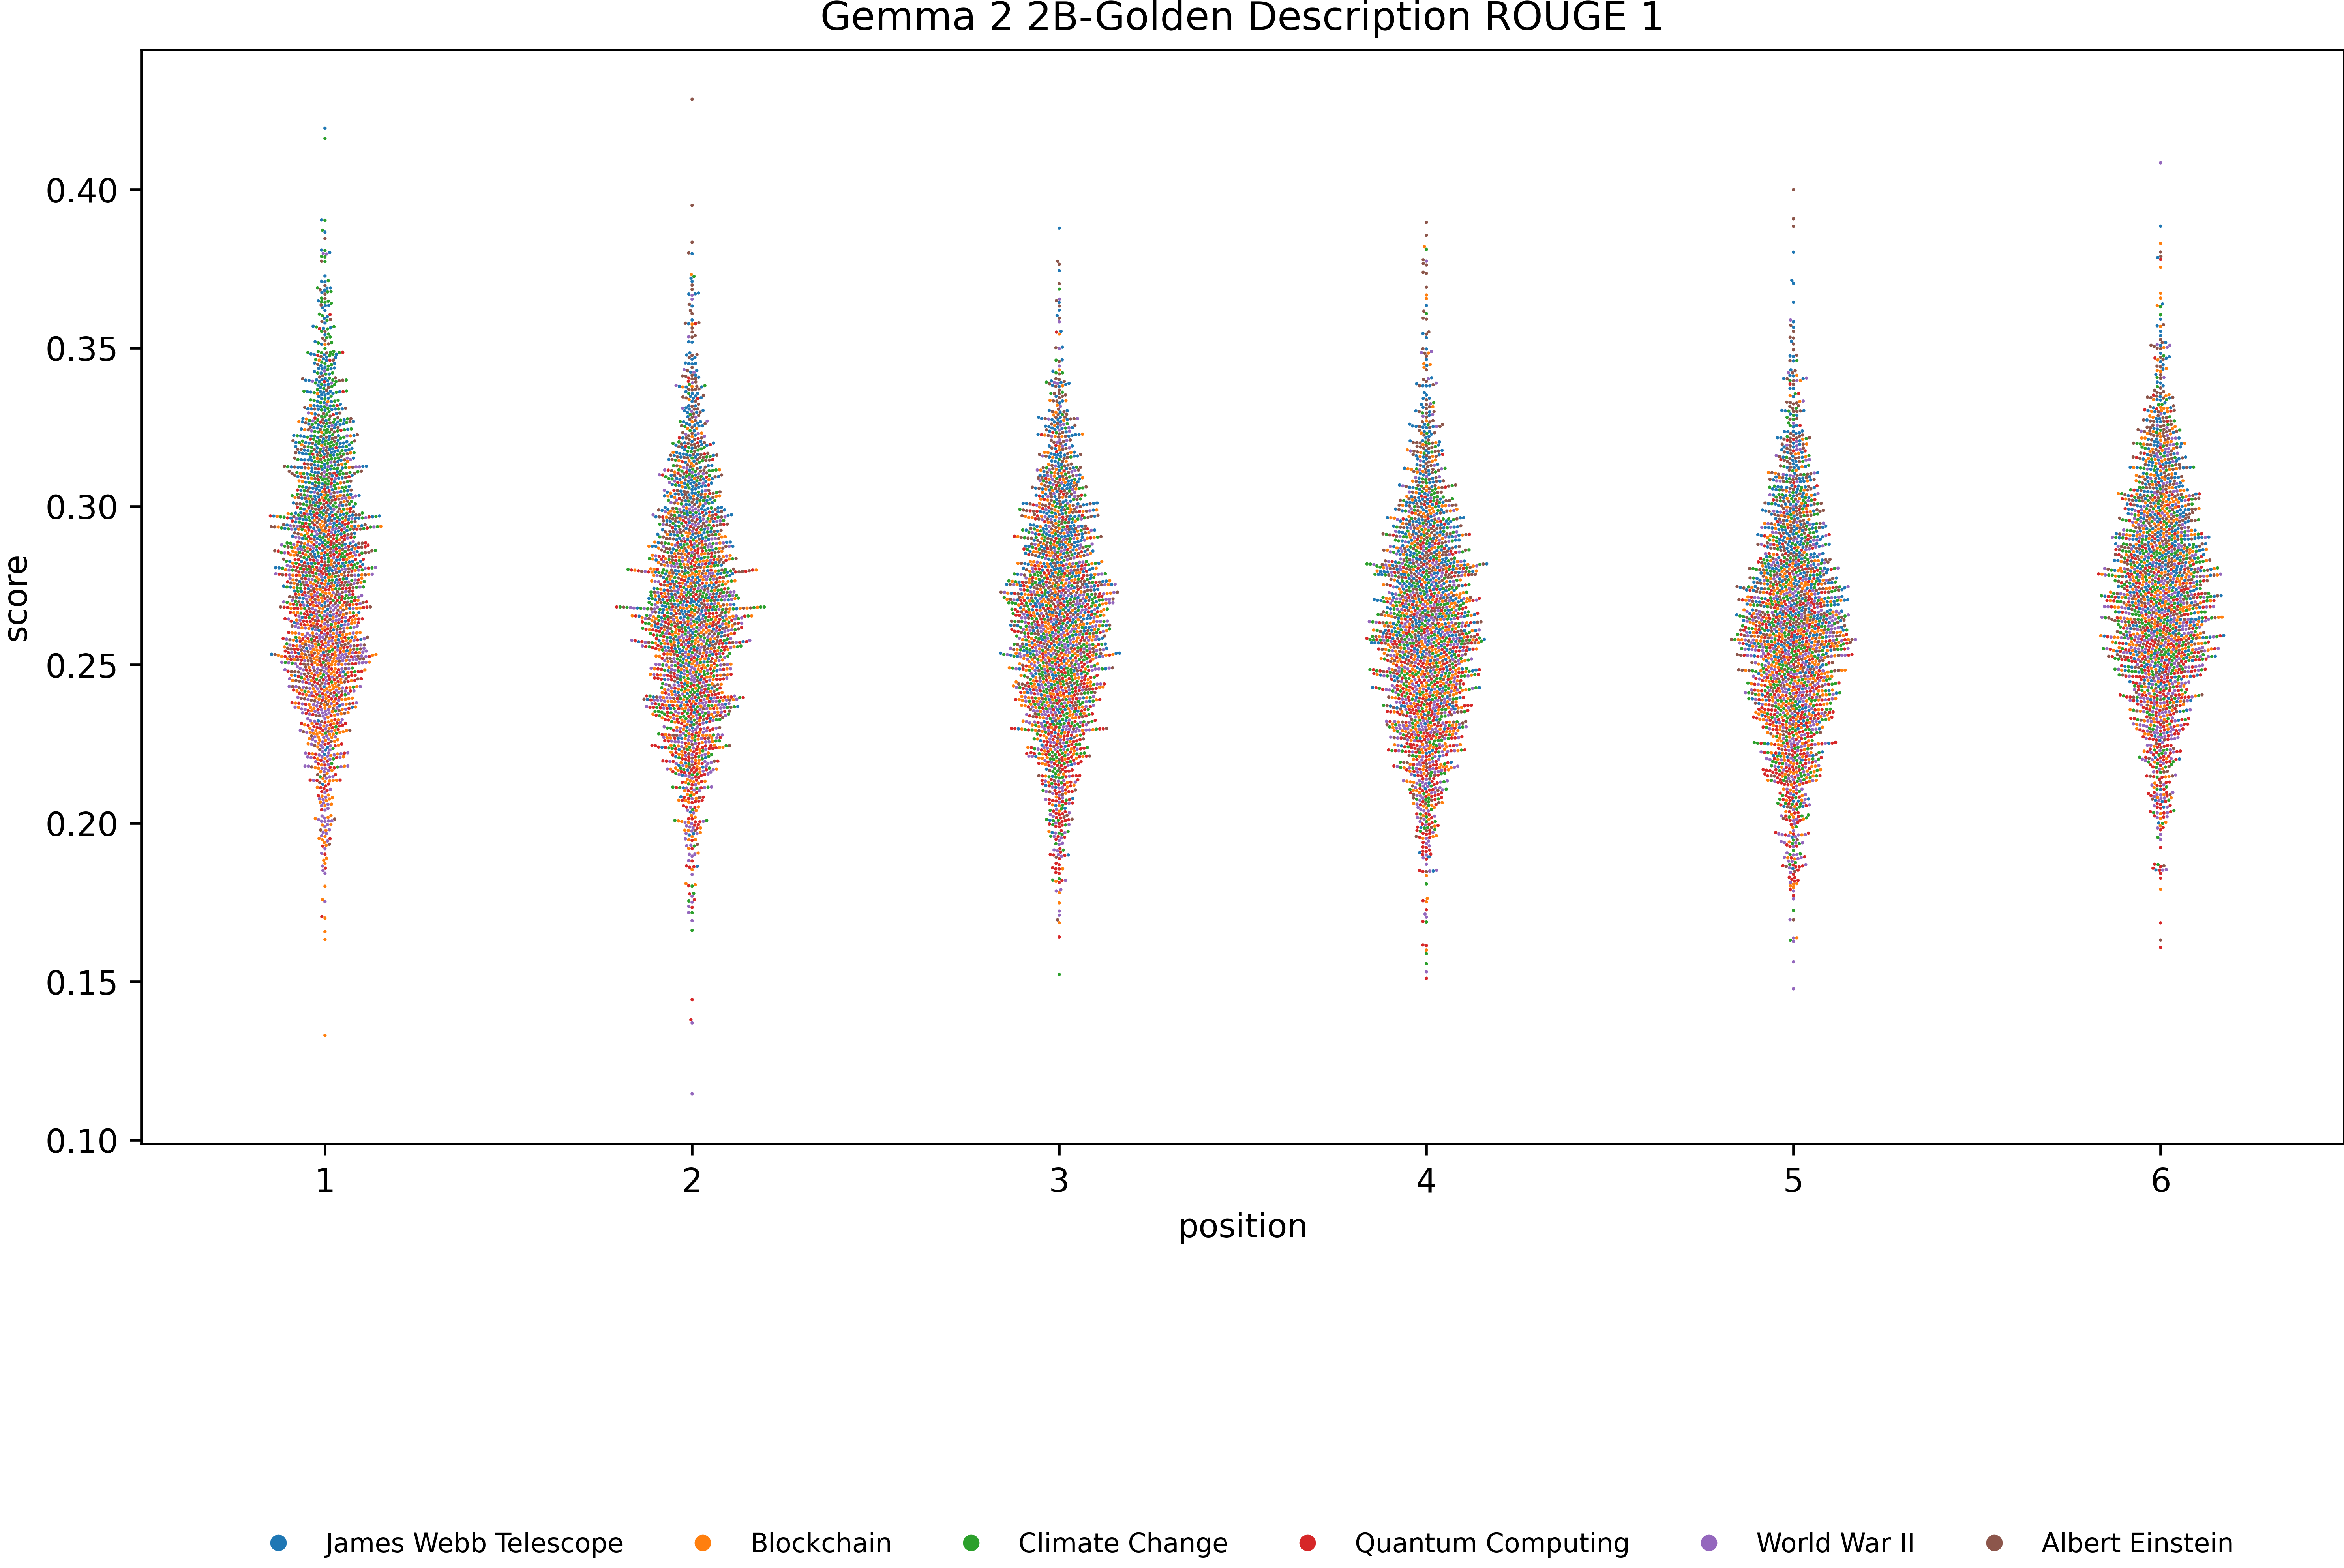 Gemma 2 2B-Golden Description ROUGE 1
score
0.40
0.35
0.30
0.25
0.20
0.15
0.10
1 2 3 4 5 6
position
James Webb Telescope Blockchain Climate Change Quantum Computing World War II Albert Einstein